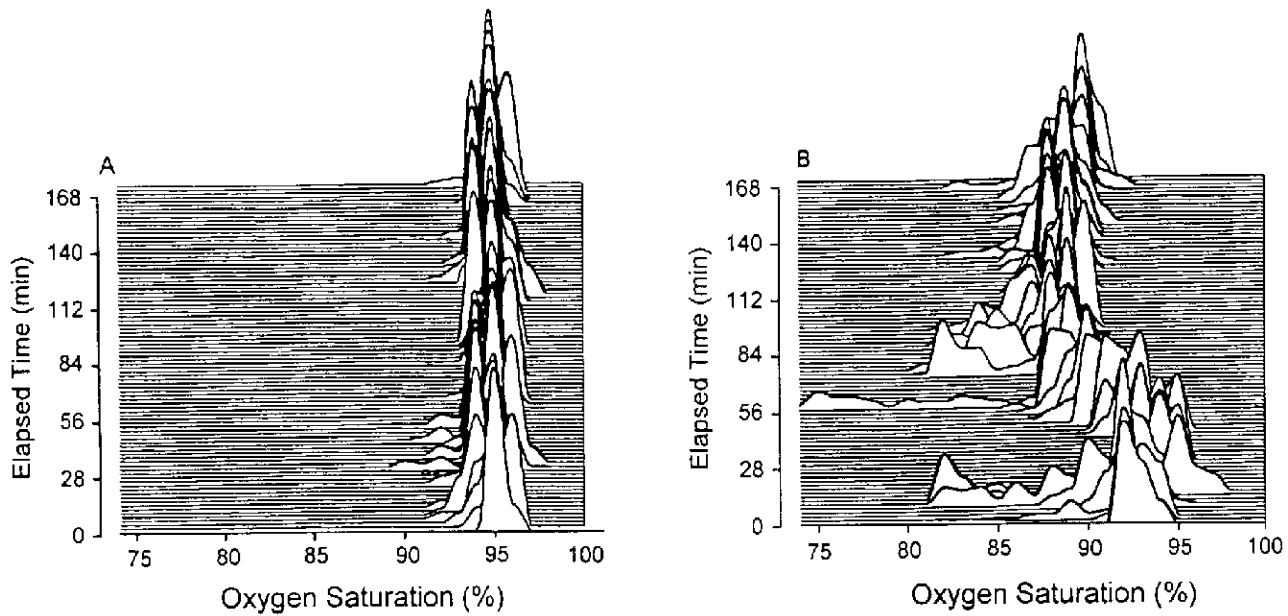 A
168
140
112
84
56
28
0
Elapsed Time (min)
75 80 85 90 95 100
Oxygen Saturation (%)
B
168
140
112
84
56
28
0
Elapsed Time (min)
75 80 85 90 95 100
Oxygen Saturation (%)